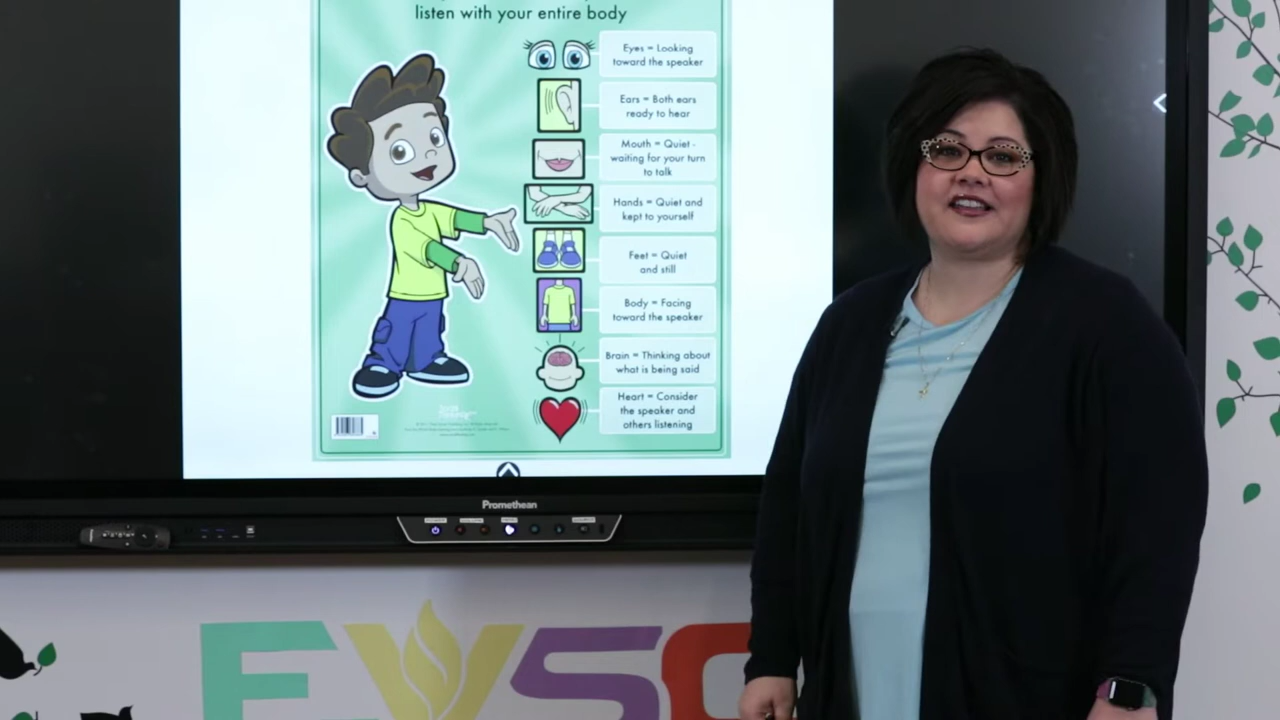 listen with your entire body
Eyes = Looking
toward the speaker
Ears = Both ears
ready to hear
Mouth = Quiet -
waiting for your turn
to talk
Hands = Quiet and
kept to yourself
Feet = Quiet
and still
Body = Facing
toward the speaker
Brain = Thinking about
what is being said
Heart = Consider
the speaker and
others listening
Promethean
EVSC